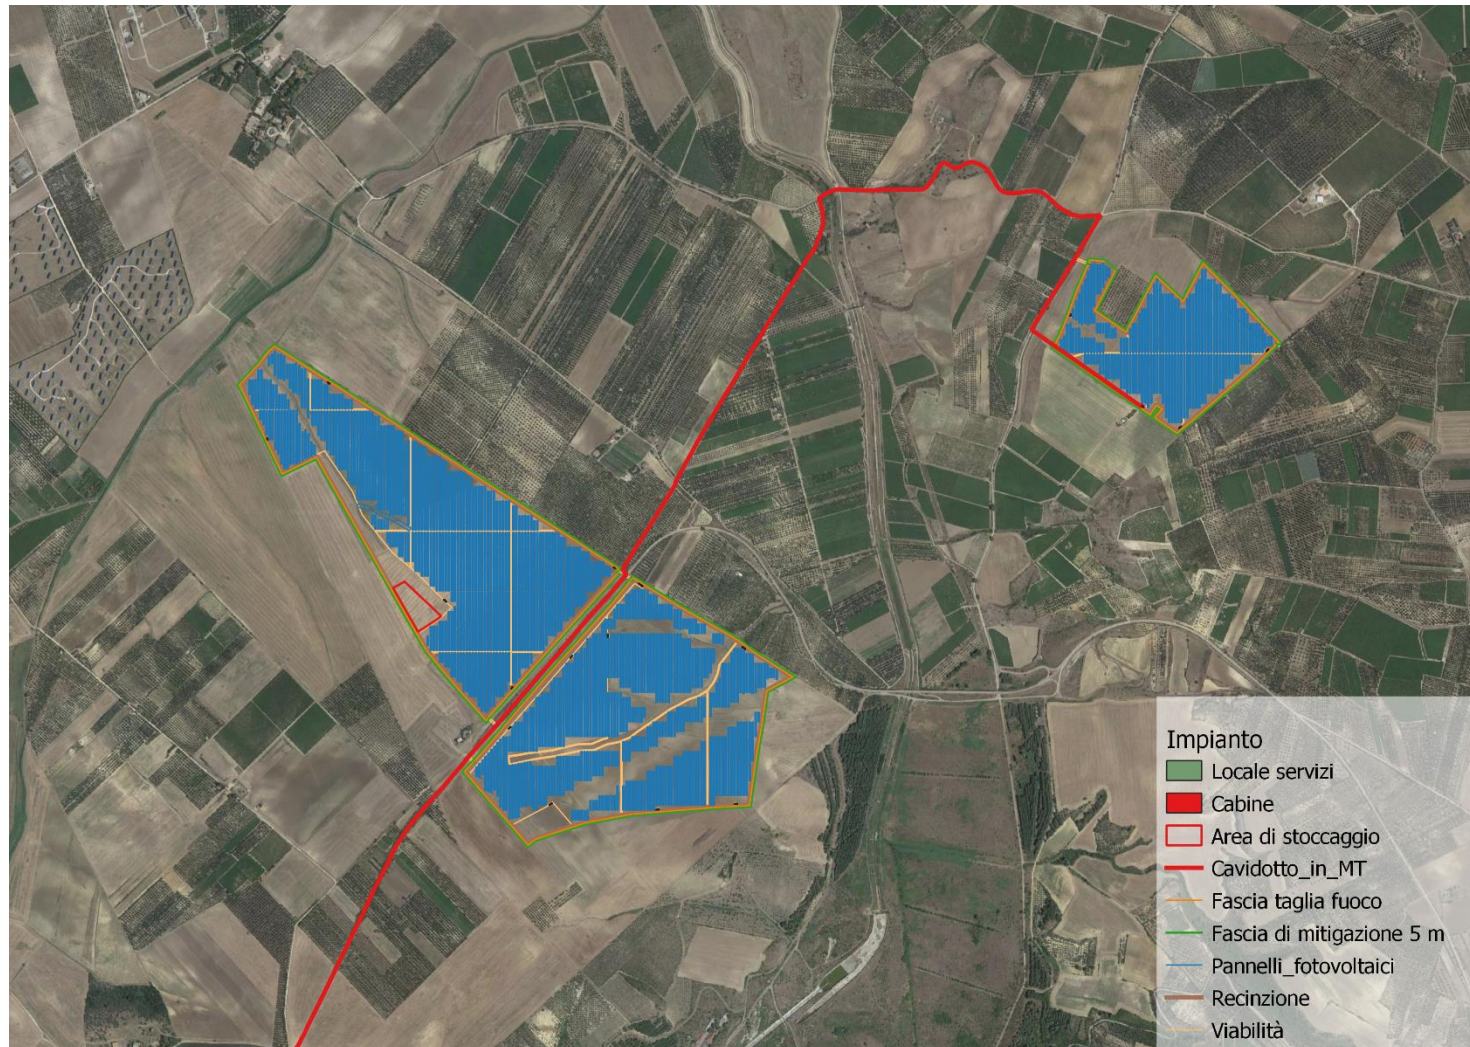 Impianto
Locale servizi
Cabine
Area di stoccaggio
Cavidotto_in_MT
Fascia taglia fuoco
Fascia di mitigazione 5 m
Pannelli_fotovoltaici
Recinzione
Viabilità